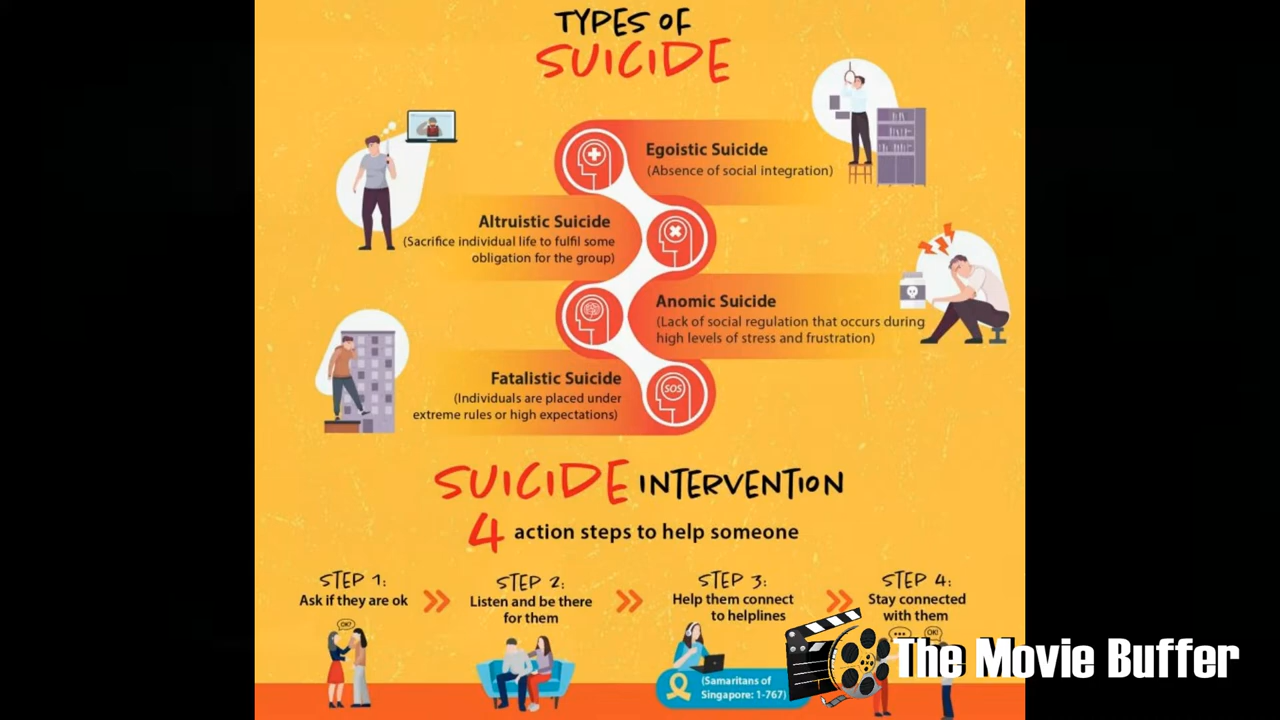 TYPES OF
SUICIDE
Egoistic Suicide
(Absence of social integration)
Altruistic Suicide
(Sacrifice individual life to fulfil some
obligation for the group)
Anomic Suicide
(Lack of social regulation that occurs during
high levels of stress and frustration)
Fatalistic Suicide
(Individuals are placed under
extreme rules or high expectations)
SOS
SUICIDE INTERVENTION
4 action steps to help someone
STEP 1:
Ask if they are ok
OK?
STEP 2:
Listen and be there
for them
STEP 3:
Help them connect
to helplines
(Samaritans of
Singapore: 1-767)
STEP 4:
Stay connected
with them
OK!
The Movie Buffer